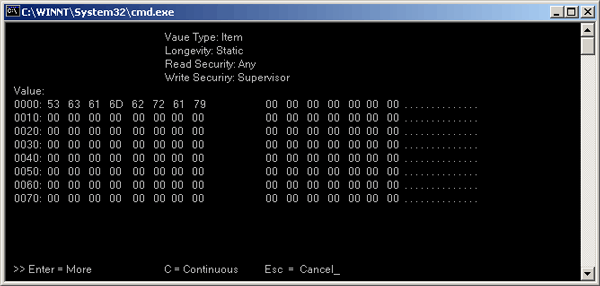 C:\WINNT\System32\cmd.exe
Vaue Type: Item
Longevity: Static
Read Security: Any
Write Securiry: Supervisor
Value:
0000: 53 63 61 6D 62 72 61 79 00 00 00 00 00 00 00 ..............
0010: 00 00 00 00 00 00 00 00 00 00 00 00 00 00 00 ..............
0020: 00 00 00 00 00 00 00 00 00 00 00 00 00 00 00 ..............
0030: 00 00 00 00 00 00 00 00 00 00 00 00 00 00 00 ..............
0040: 00 00 00 00 00 00 00 00 00 00 00 00 00 00 00 ..............
0050: 00 00 00 00 00 00 00 00 00 00 00 00 00 00 00 ..............
0060: 00 00 00 00 00 00 00 00 00 00 00 00 00 00 00 ..............
0070: 00 00 00 00 00 00 00 00 00 00 00 00 00 00 00 ..............
>> Enter = More C = Continuous Esc = Cancel_